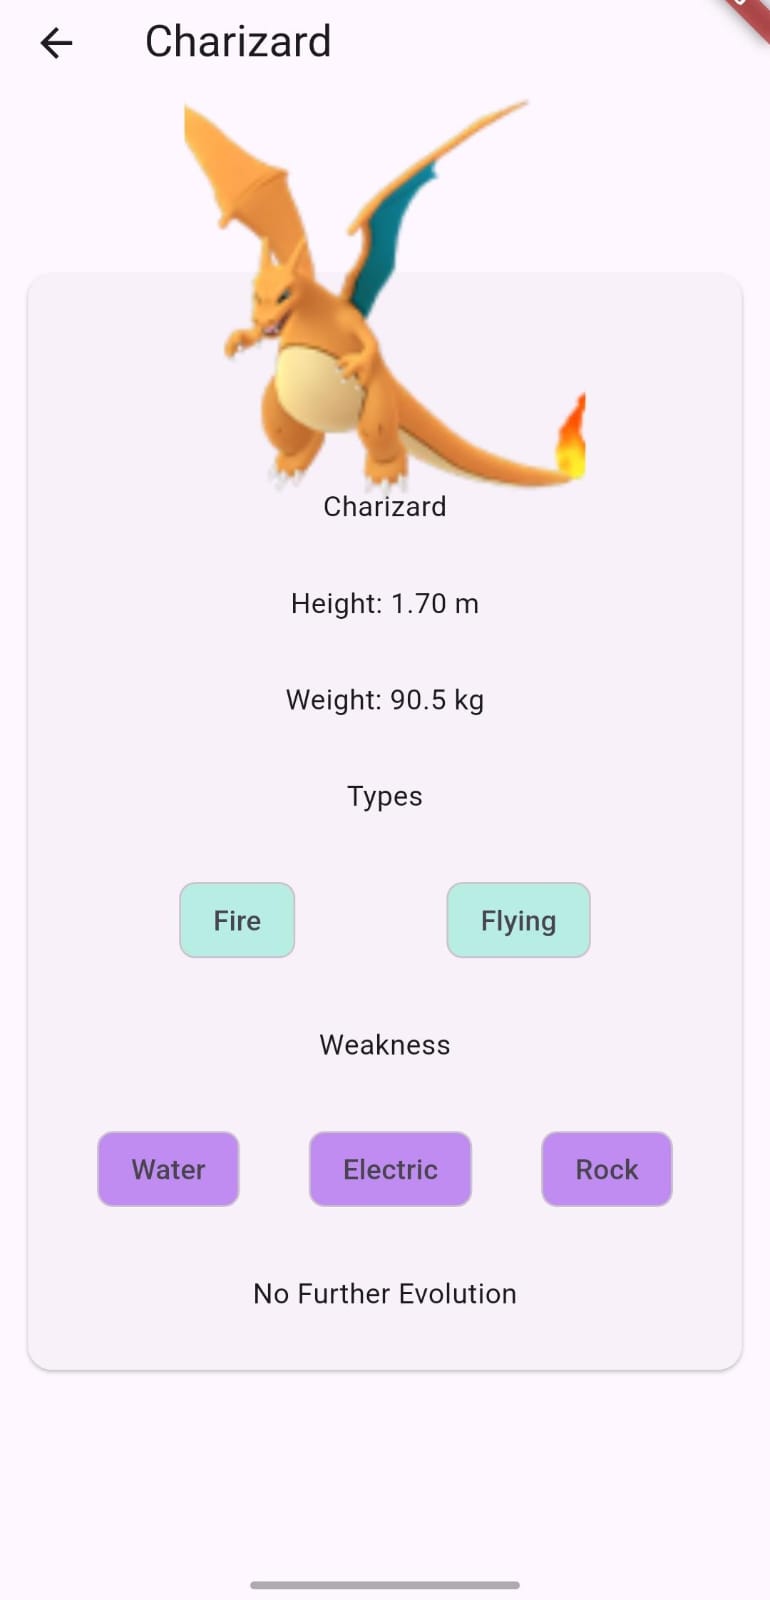 Charizard
Charizard
Height: 1.70 m
Weight: 90.5 kg
Types
Fire Flying
Weakness
Water Electric Rock
No Further Evolution